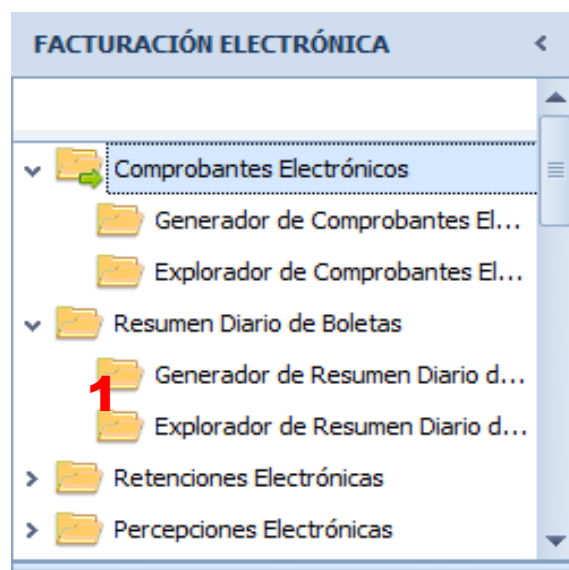 FACTURACIÓN ELECTRÓNICA
Comprobantes Electrónicos
Generador de Comprobantes El...
Explorador de Comprobantes El...
Resumen Diario de Boletas
Generador de Resumen Diario d...
1
Explorador de Resumen Diario d...
Retenciones Electrónicas
Percepciones Electrónicas